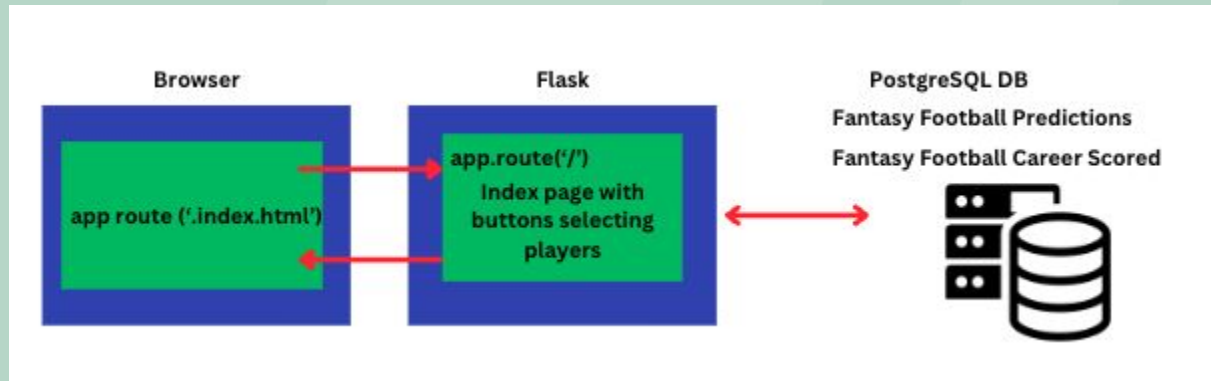 Browser
app route ('.index.html')
Flask
app.route('/')
Index page with
buttons selecting
players
PostgreSQL DB
Fantasy Football Predictions
Fantasy Football Career Scored